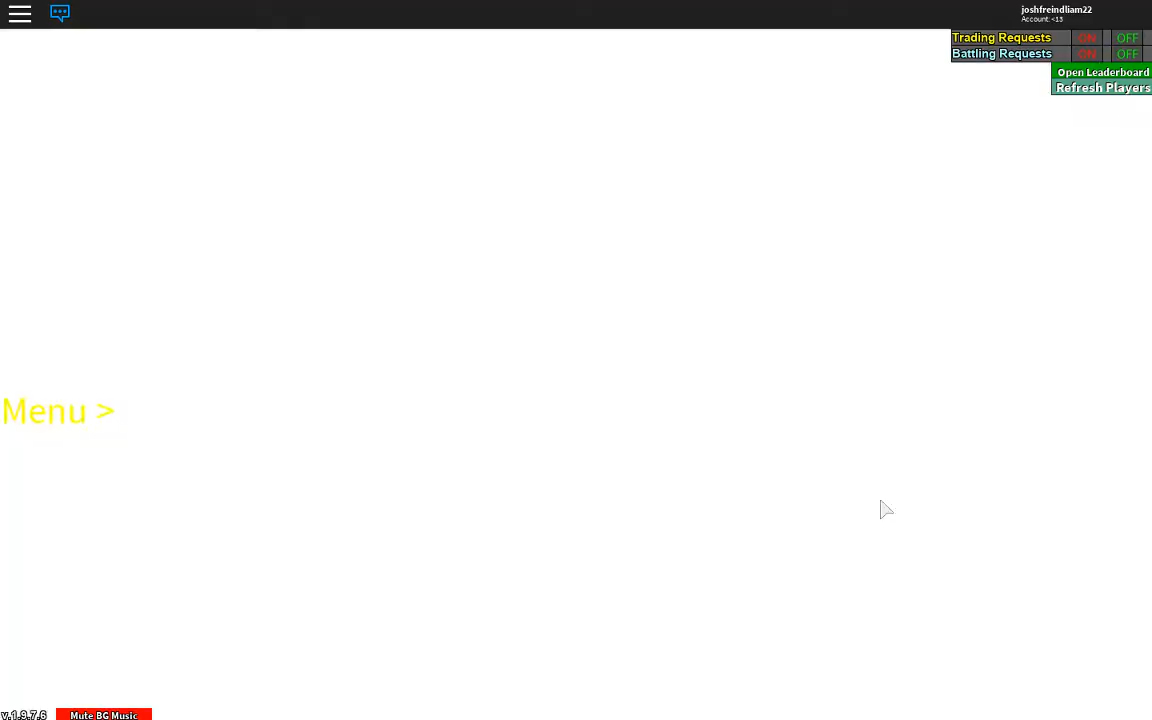 joshfreindliam22
Account: <13
Trading Requests ON OFF
Battling Requests ON OFF
Open Leaderboard
Refresh Players
Menu >
v.1.9.7.6 Mute BG Music